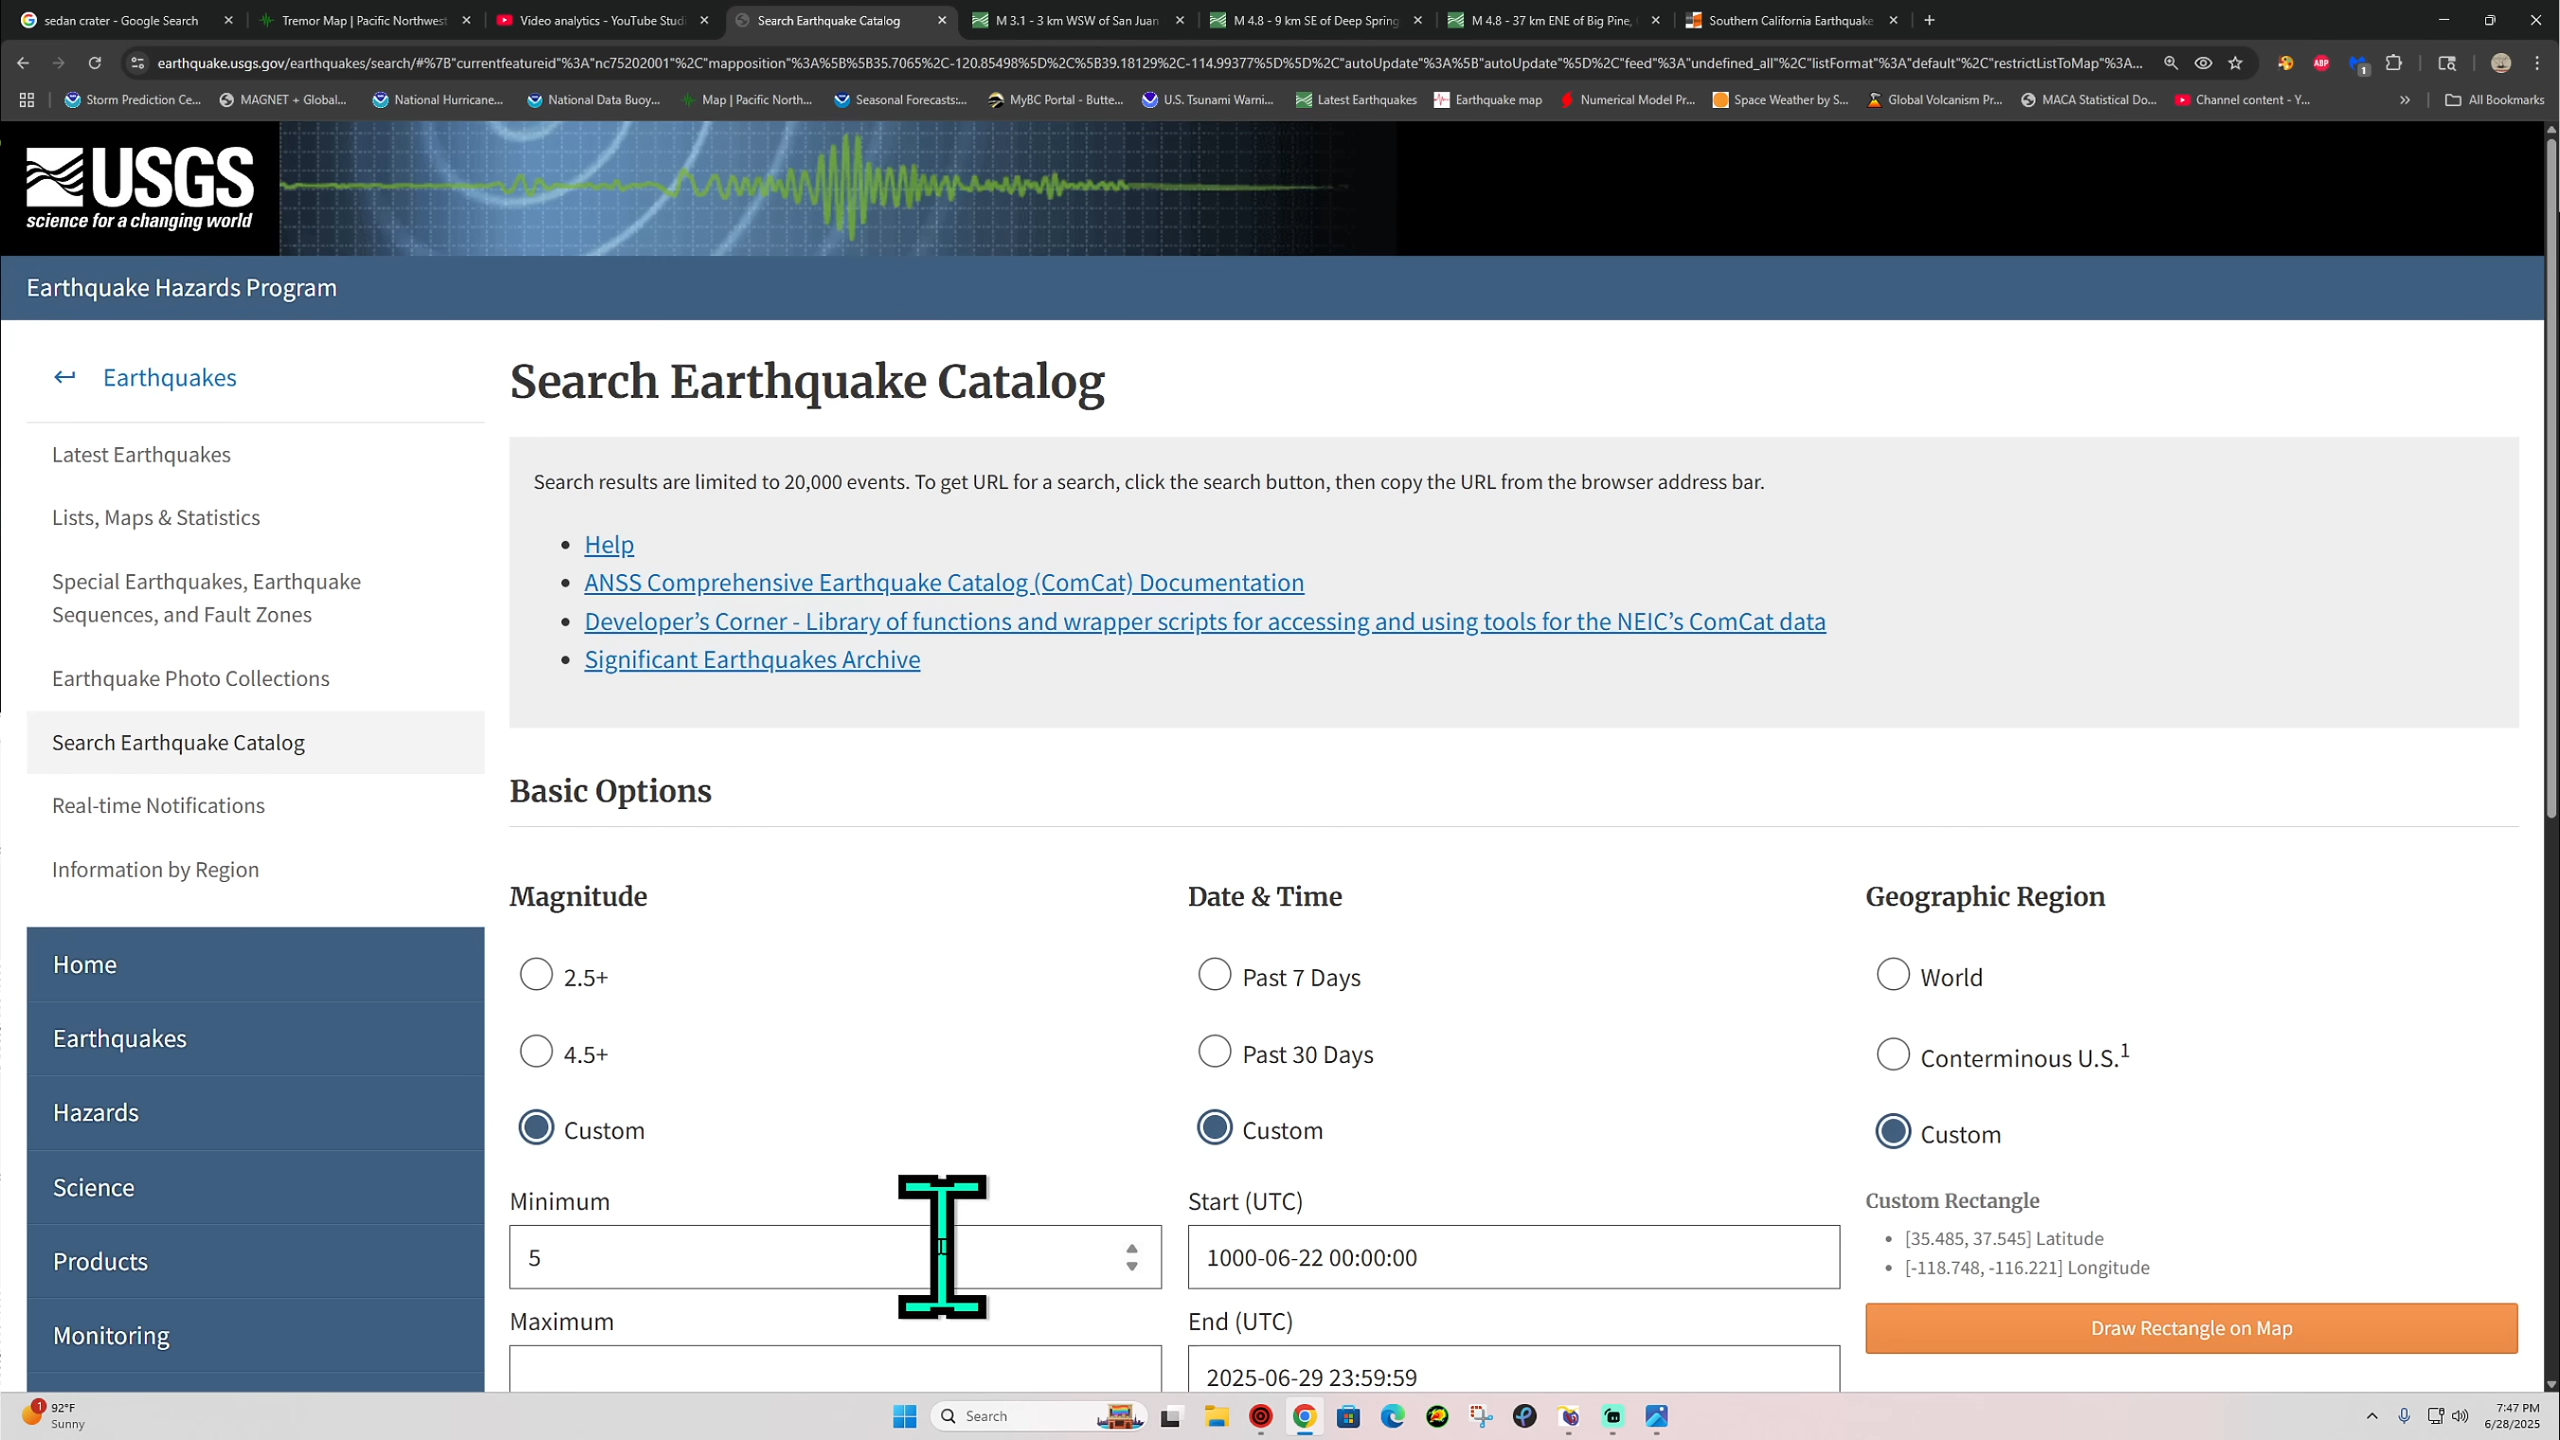 sedan crater - Google Search
Tremor Map | Pacific Northwest
Video analytics - YouTube Studi
Search Earthquake Catalog
M 3.1 - 3 km WSW of San Juan
M 4.8 - 9 km SE of Deep Spring
M 4.8 - 37 km ENE of Big Pine,
Southern California Earthquake
earthquake.usgs.gov/earthquakes/search/#%7B"currentfeatureid"%3A"nc75202001"%2C"mapposition"%3A%5B%5B35.7065%2C-120.85498%5D%2C%5B39.18129%2C-114.99377%5D%5D%2C"autoUpdate"%3A%5B"autoUpdate"%5D%2C"feed"%3A"undefined_all"%2C"listFormat"%3A"default"%2C"restrictListToMap"%3A...
ABP
1
Storm Prediction Ce...
MAGNET + Global...
National Hurricane...
National Data Buoy...
Map | Pacific North...
Seasonal Forecasts:...
MyBC Portal - Butte...
U.S. Tsunami Warni...
Latest Earthquakes
Earthquake map
Numerical Model Pr...
Space Weather by S...
Global Volcanism Pr...
MACA Statistical Do...
Channel content - Y...
All Bookmarks
USGS
science for a changing world
Earthquake Hazards Program
Earthquakes
Latest Earthquakes
Lists, Maps & Statistics
Special Earthquakes, Earthquake
Sequences, and Fault Zones
Earthquake Photo Collections
Search Earthquake Catalog
Real-time Notifications
Information by Region
Home
Earthquakes
Hazards
Science
Products
Monitoring
Search Earthquake Catalog
Search results are limited to 20,000 events. To get URL for a search, click the search button, then copy the URL from the browser address bar.
• Help
• ANSS Comprehensive Earthquake Catalog (ComCat) Documentation
• Developer’s Corner - Library of functions and wrapper scripts for accessing and using tools for the NEIC’s ComCat data
• Significant Earthquakes Archive
Basic Options
Magnitude
2.5+
4.5+
Custom
Minimum
5
Maximum
Date & Time
Past 7 Days
Past 30 Days
Custom
Start (UTC)
1000-06-22 00:00:00
End (UTC)
2025-06-29 23:59:59
Geographic Region
World
Conterminous U.S.1
Custom
Custom Rectangle
• [35.485, 37.545] Latitude
• [-118.748, -116.221] Longitude
Draw Rectangle on Map
1
92°F
Sunny
Search
7:47 PM
6/28/2025